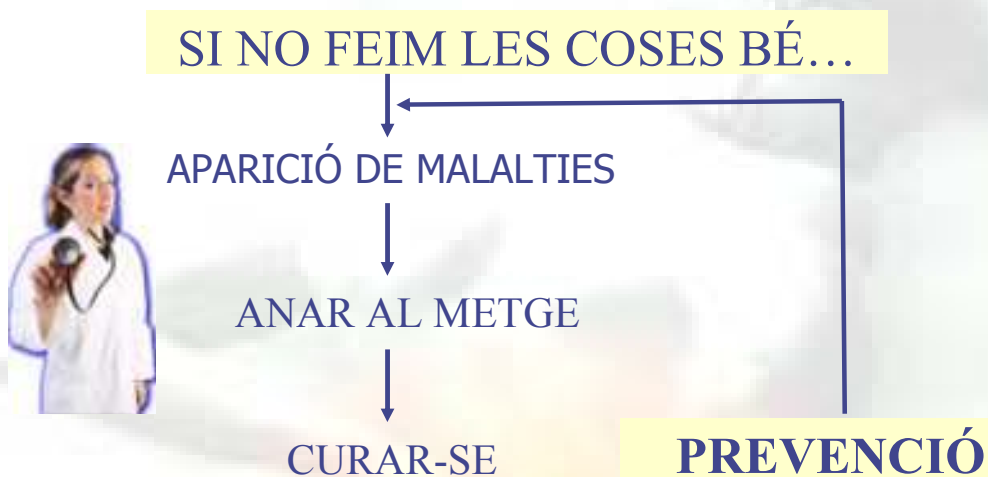 SI NO FEIM LES COSES BÉ…
APARICIÓ DE MALALTIES
ANAR AL METGE
CURAR-SE
PREVENCIÓ